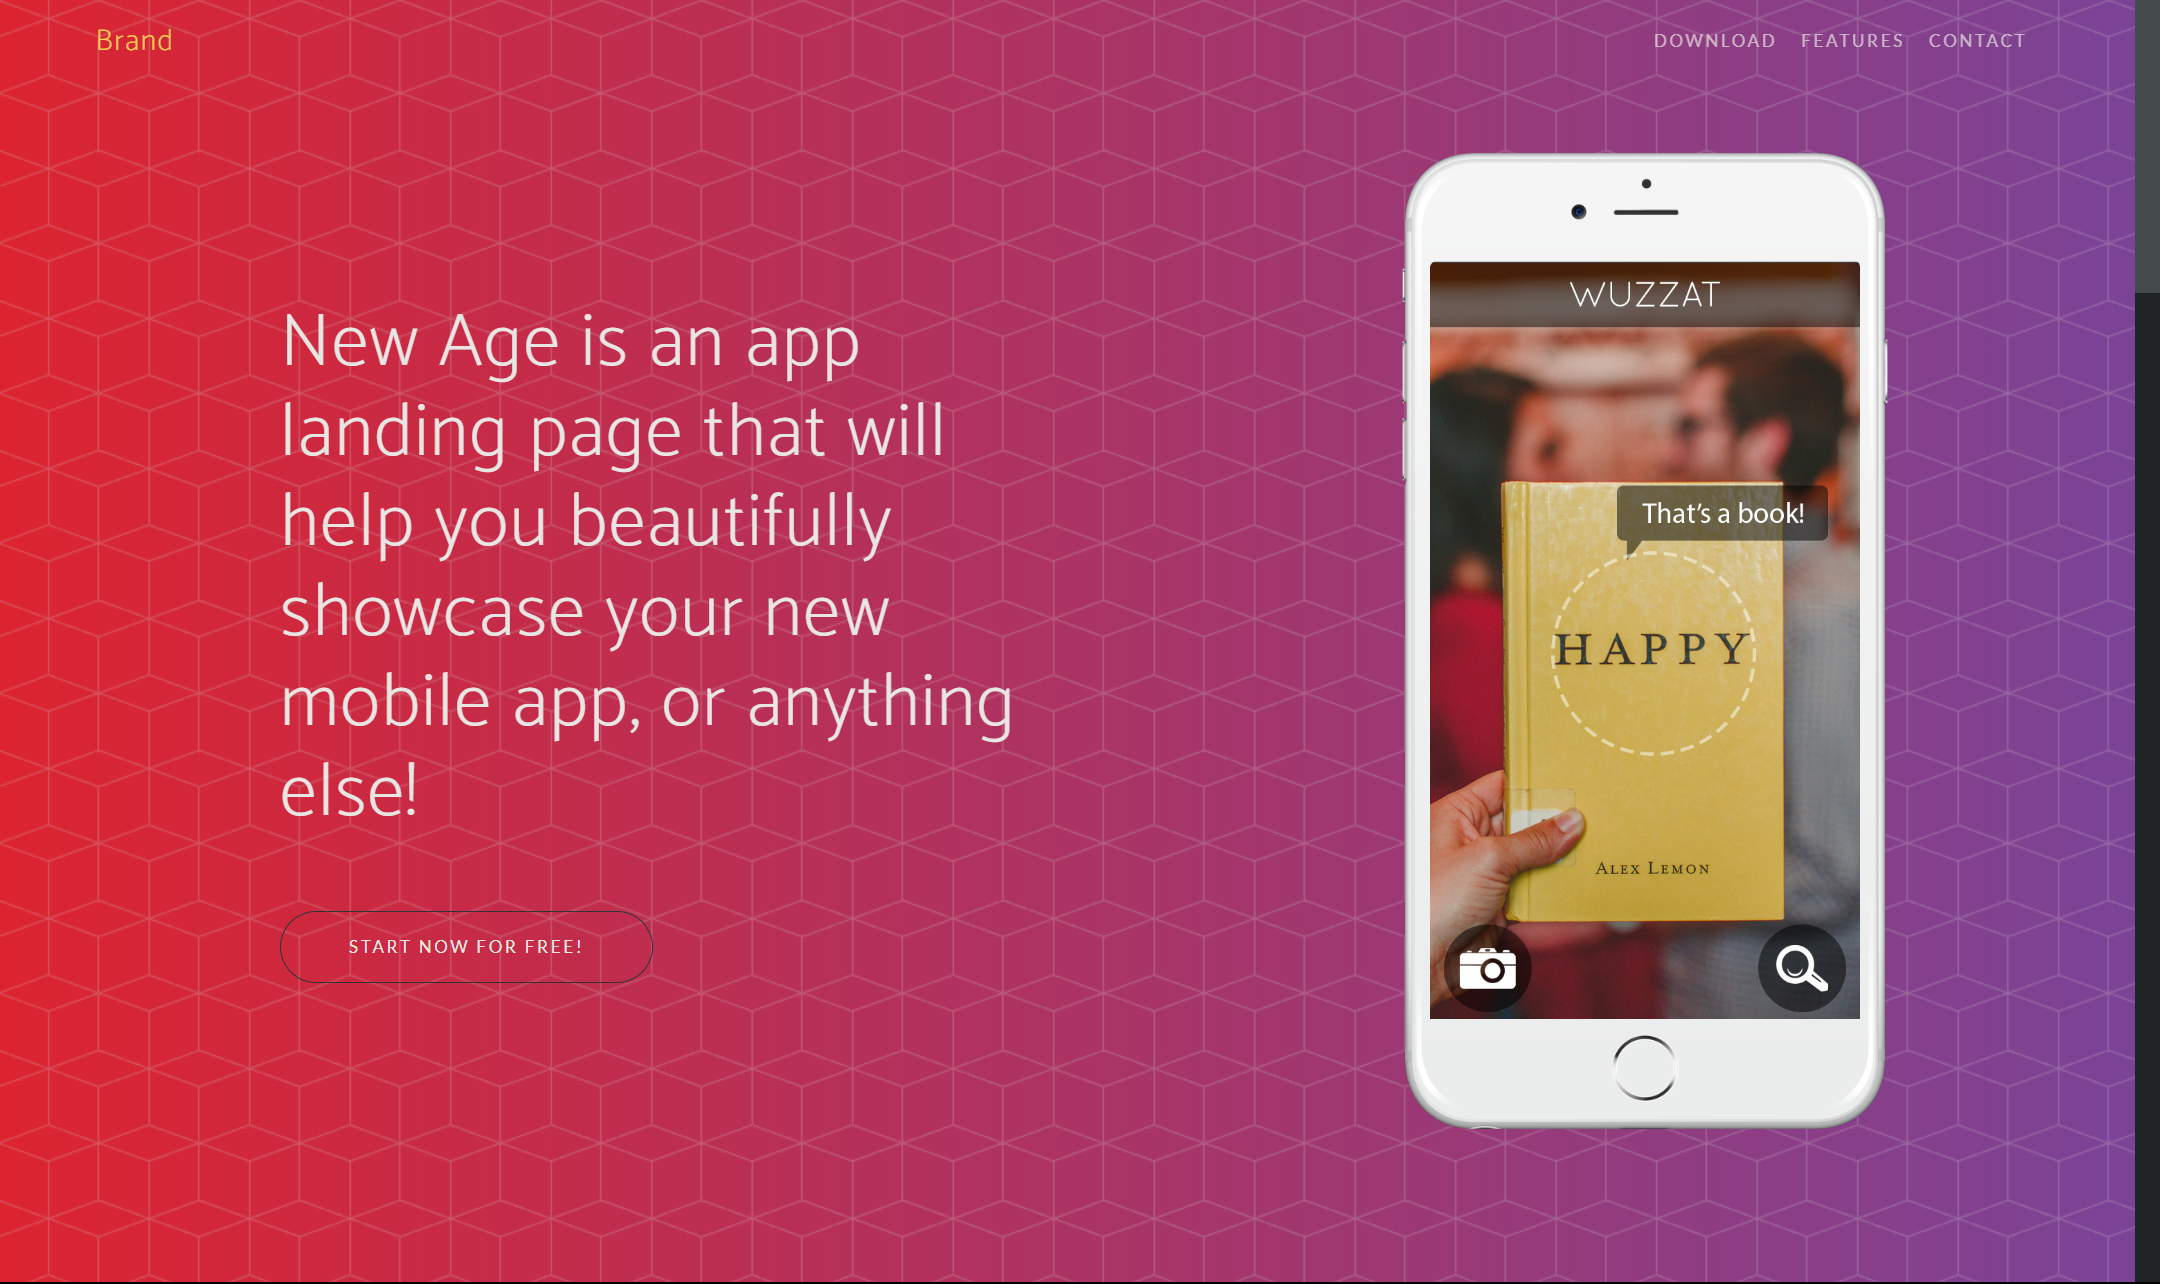 Brand
DOWNLOAD FEATURES CONTACT
New Age is an app
landing page that will
help you beautifully
showcase your new
mobile app, or anything
else!
START NOW FOR FREE!
WUZZAT
That's a book!
HAPPY
ALEX LEMON